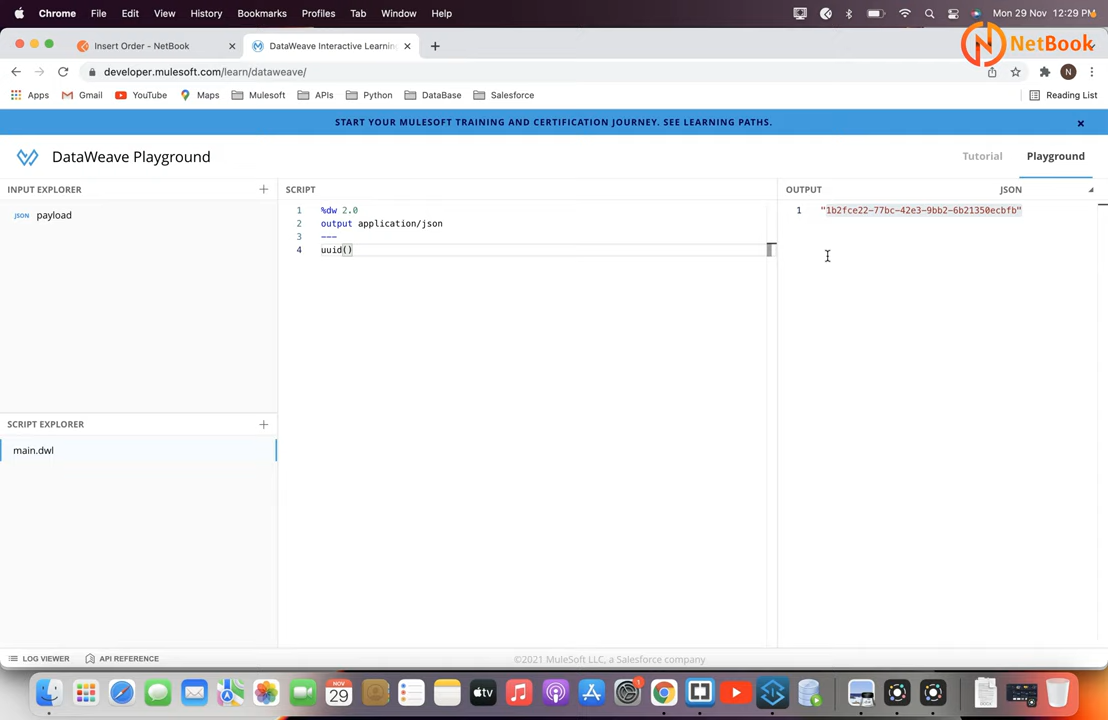 Chrome File Edit View History Bookmarks Profiles Tab Window Help
Mon 29 Nov 12:29 PM
Insert Order - NetBook
DataWeave Interactive Learnin
NetBook
developer.mulesoft.com/learn/dataweave/
N
Apps Gmail YouTube Maps Mulesoft APIs Python DataBase Salesforce Reading List
START YOUR MULESOFT TRAINING AND CERTIFICATION JOURNEY. SEE LEARNING PATHS.
DataWeave Playground
Tutorial Playground
INPUT EXPLORER
SCRIPT
OUTPUT JSON
JSON payload
1 %dw 2.0
2 output application/json
3 ---
4 uuid()
1 "1b2fce22-77bc-42e3-9bb2-6b21350ecbfb"
SCRIPT EXPLORER
main.dwl
LOG VIEWER API REFERENCE
©2021 MuleSoft LLC, a Salesforce company
NOV
29
tv
1